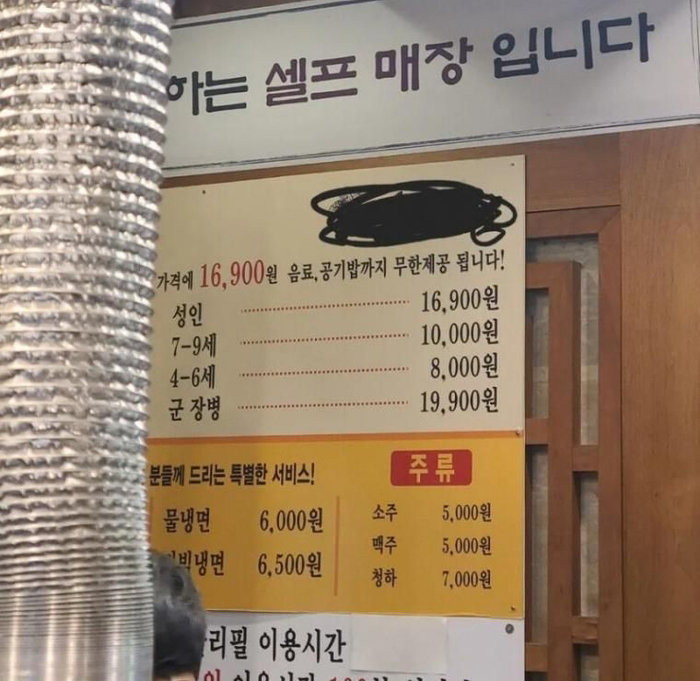 하는 셀프 매장 입니다
가격에 16,900원 음료,공기밥까지 무한제공 됩니다!
성인 16,900원
7-9세 10,000원
4-6세 8,000원
군 장병 19,900원
분들께 드리는 특별한 서비스!
물냉면 6,000원
비빔냉면 6,500원
주류
소주 5,000원
맥주 5,000원
청하 7,000원
리필 이용시간